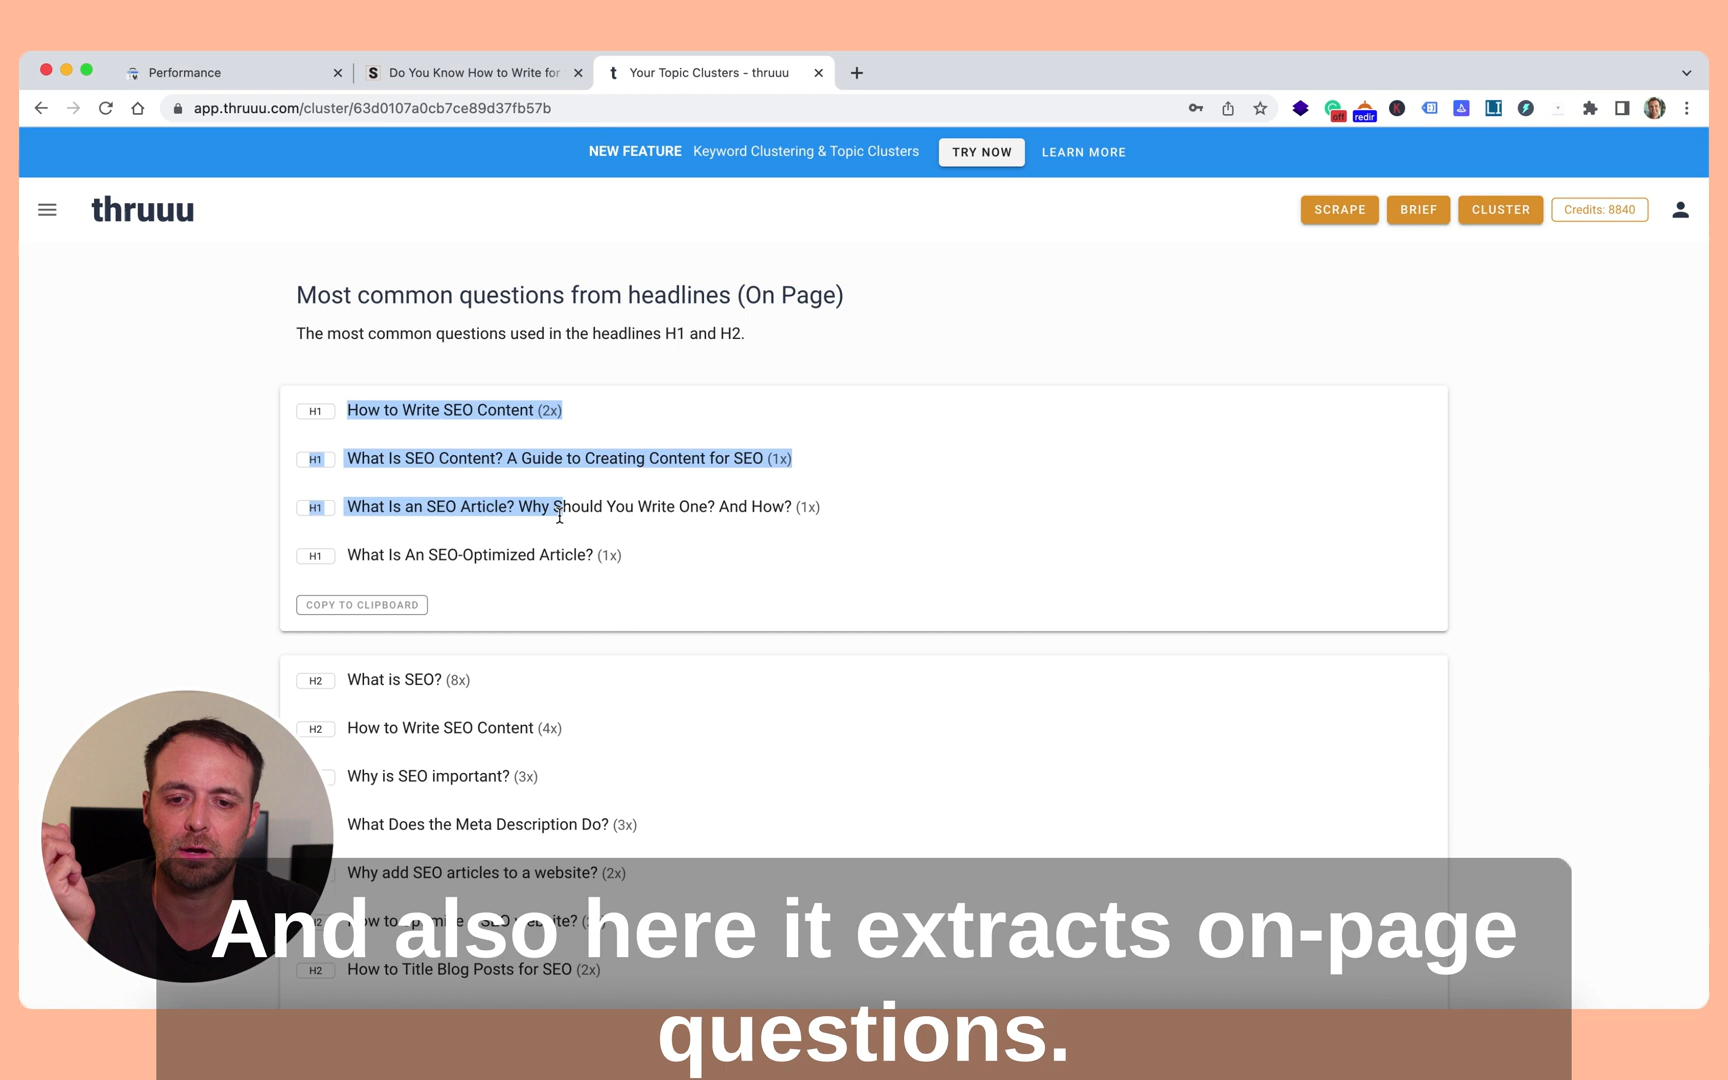 Performance
Do You Know How to Write for
Your Topic Clusters - thruuu
app.thruuu.com/cluster/63d0107a0cb7ce89d37fb57b
off
redir
NEW FEATURE Keyword Clustering & Topic Clusters TRY NOW LEARN MORE
thruuu
SCRAPE BRIEF CLUSTER Credits: 8840
Most common questions from headlines (On Page)
The most common questions used in the headlines H1 and H2.
H1 How to Write SEO Content (2x)
H1 What Is SEO Content? A Guide to Creating Content for SEO (1x)
H1 What Is an SEO Article? Why Should You Write One? And How? (1x)
H1 What Is An SEO-Optimized Article? (1x)
COPY TO CLIPBOARD
H2 What is SEO? (8x)
H2 How to Write SEO Content (4x)
Why is SEO important? (3x)
What Does the Meta Description Do? (3x)
Why add SEO articles to a website? (2x)
And also here it extracts on-page
H2 How to Title Blog Posts for SEO (2x)
questions.